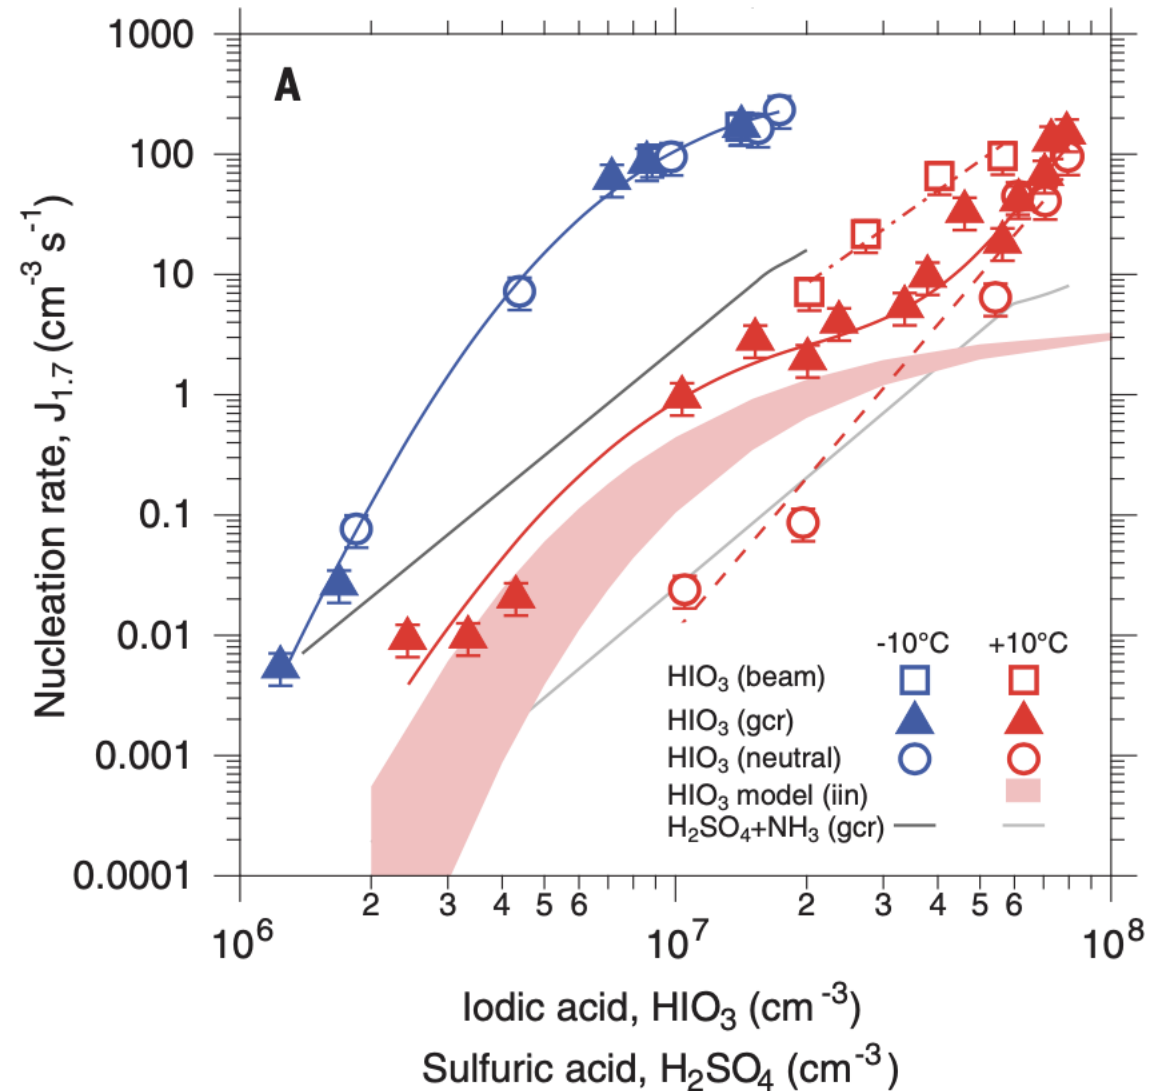 A
1000
100
10
1
0.1
0.01
0.001
0.0001
Nucleation rate, J1.7 (cm-3 s-1)
-10°C +10°C
HIO3 (beam)
HIO3 (gcr)
HIO3 (neutral)
HIO3 model (iin)
H2SO4+NH3 (gcr)
2 3 4 5 6 2 3 4 5 6
10^6 10^7 10^8
Iodic acid, HIO3 (cm-3)
Sulfuric acid, H2SO4 (cm-3)